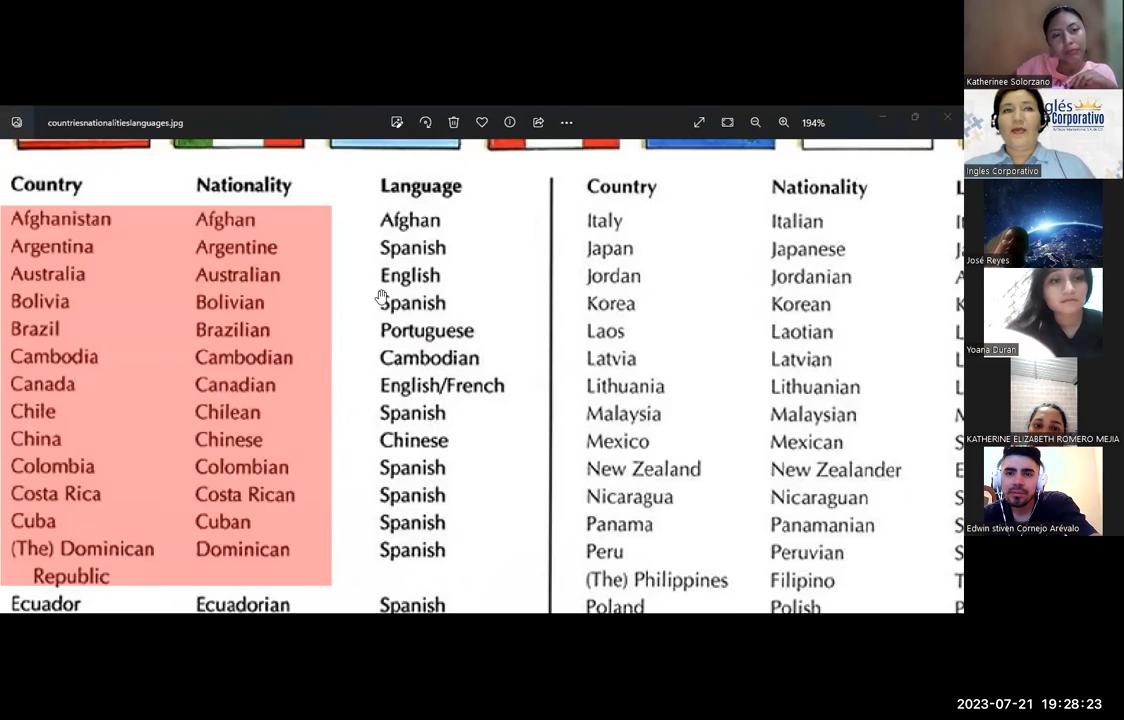 countriesnationalitieslanguages.jpg
194%
Country Nationality Language Country Nationality
Afghanistan Afghan Afghan Italy Italian
Argentina Argentine Spanish Japan Japanese
Australia Australian English Jordan Jordanian
Bolivia Bolivian Spanish Korea Korean
Brazil Brazilian Portuguese Laos Laotian
Cambodia Cambodian Cambodian Latvia Latvian
Canada Canadian English/French Lithuania Lithuanian
Chile Chilean Spanish Malaysia Malaysian
China Chinese Chinese Mexico Mexican
Colombia Colombian Spanish New Zealand New Zealander
Costa Rica Costa Rican Spanish Nicaragua Nicaraguan
Cuba Cuban Spanish Panama Panamanian
(The) Dominican Dominican Spanish Peru Peruvian
Republic (The) Philippines Filipino
Ecuador Ecuadorian Spanish Poland Polish
Katherinee Solorzano
glés
Corporativo
Ingles Corporativo
José Reyes
Yoana Duran
KATHERINE ELIZABETH ROMERO MEJIA
Edwin stiven Cornejo Arévalo
2023-07-21 19:28:23